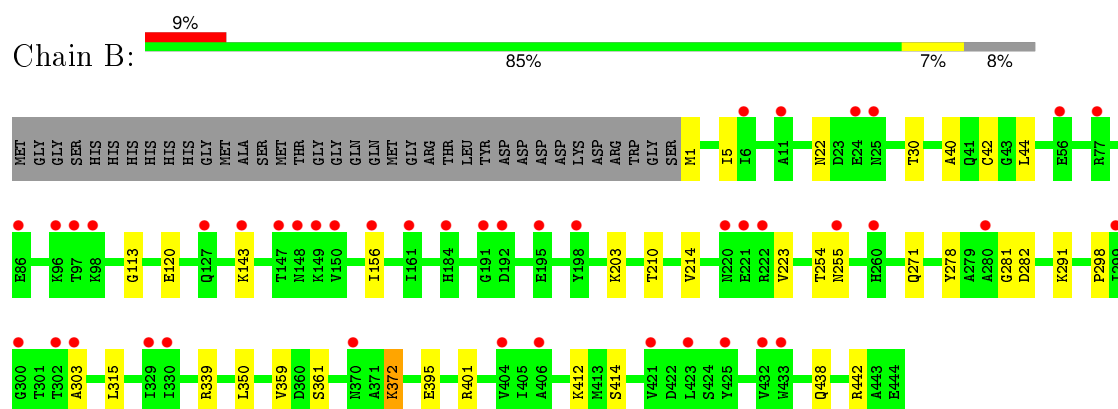 Chain B:
9%
85%
7%
8%
MET GLY GLY SER HIS HIS HIS HIS HIS HIS GLY MET ALA SER MET THR GLY GLY GLN GLN MET GLY ARG THR LEU TYR ASP ASP ASP ASP LYS ASP ARG TRP GLY SER M1 I5 I6 A11 N22 D23 E24 N25 T30 A40 Q41 C42 G43 L44 E56 R77
E86 K96 T97 K98 G113 E120 Q127 K143 T147 N148 K149 V150 I156 I161 H184 G191 D192 E195 Y198 K203 T210 V214 N220 E221 R222 V223 T254 N255 H260 Q271 Y278 A279 A280 G281 D282 K291 P298
G300 T301 T302 A303 L315 I329 I330 R339 L350 V359 D360 S361 N370 A371 K372 E395 R401 V404 I405 A406 K412 M413 S414 V421 D422 L423 S424 Y425 V432 W433 Q438 R442 A443 E444